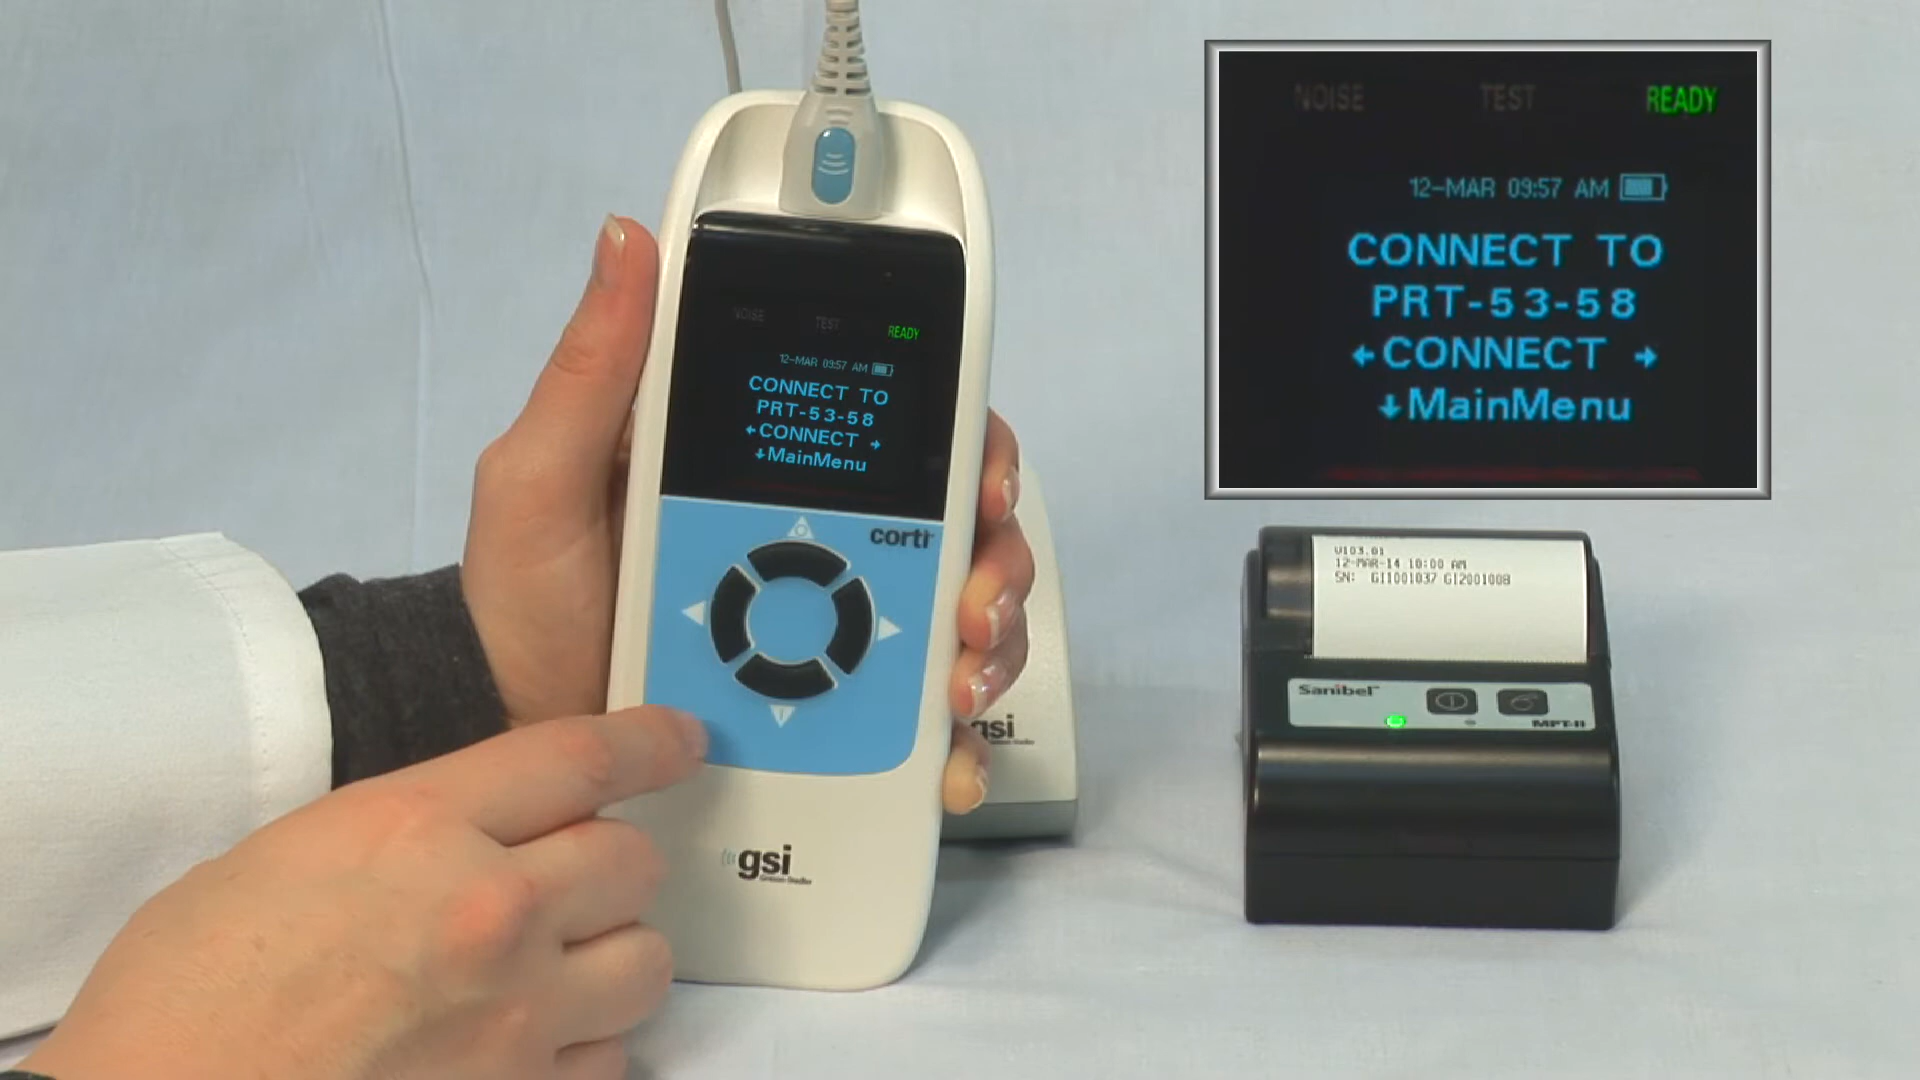 NOISE TEST READY
12-MAR 09:57 AM
CONNECT TO
PRT-53-58
←CONNECT →
↓MainMenu
corti
gsi
gsi
NOISE TEST READY
12-MAR 09:57 AM
CONNECT TO
PRT-53-58
←CONNECT →
↓MainMenu
V103.01
12-MAR-14 10:00 AM
SN: GI1001037 GI2001008
Sanibel
MPT-II